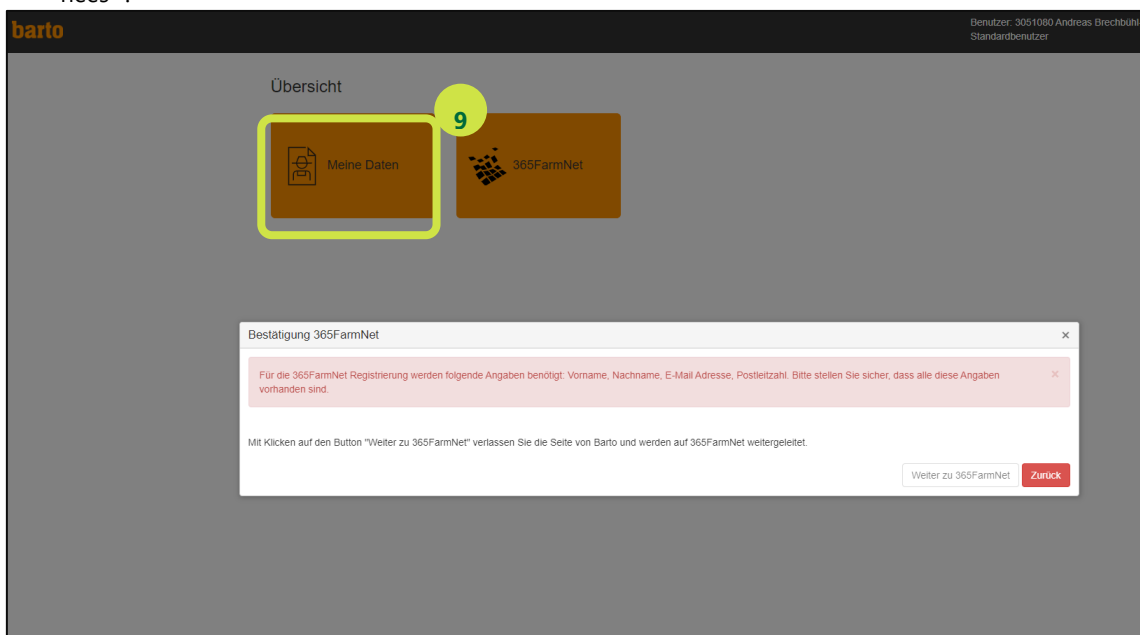 barto
Benutzer: 3051080 Andreas Brechbühl
Standardbenutzer
Übersicht
9
Meine Daten
365FarmNet
Bestätigung 365FarmNet
×
Für die 365FarmNet Registrierung werden folgende Angaben benötigt: Vorname, Nachname, E-Mail Adresse, Postleitzahl. Bitte stellen Sie sicher, dass alle diese Angaben
×
vorhanden sind.
Mit Klicken auf den Button "Weiter zu 365FarmNet" verlassen Sie die Seite von Barto und werden auf 365FarmNet weitergeleitet.
Weiter zu 365FarmNet
Zurück